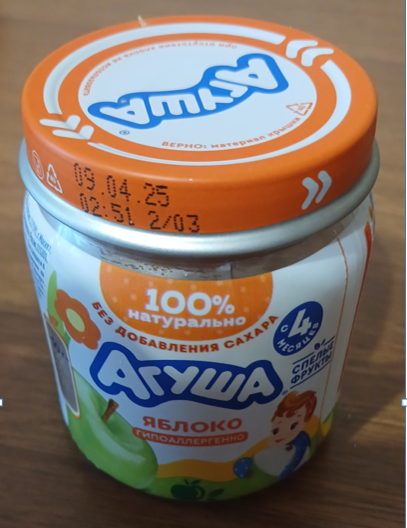 АГУША
®
ВЕРНО: материал крышки
09.04.25
02:51 2/03
100%
натурально
БЕЗ ДОБАВЛЕНИЯ САХАРА
С 4
МЕСЯЦЕВ
АГУША
СПЕЛЫЕ
ФРУКТЫ
ЯБЛОКО
ГИПОАЛЛЕРГЕННО